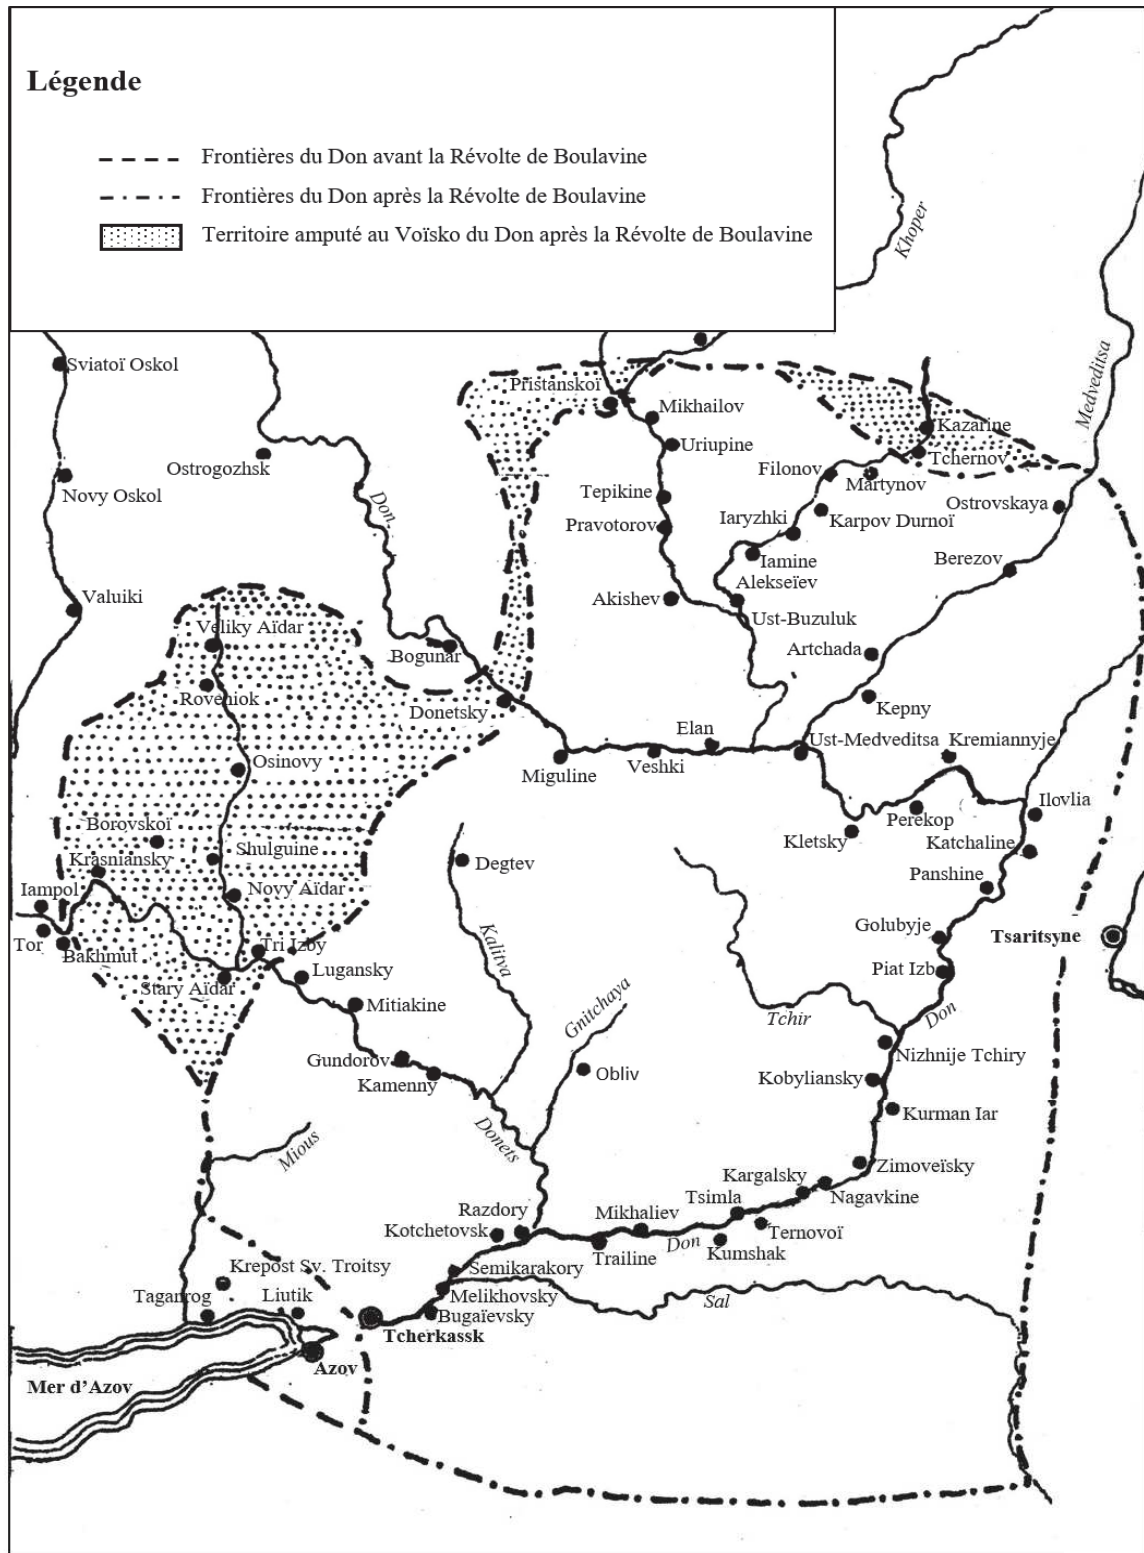 Légende
Frontières du Don avant la Révolte de Boulavine
Frontières du Don après la Révolte de Boulavine
Territoire amputé au Voïsko du Don après la Révolte de Boulavine
Khoper
Medveditsa
Sviatoï Oskol
Pristanskoï
Mikhailov
Kazarine
Uriupine
Tchernov
Ostrogozhsk
Filonov
Martynov
Novy Oskol
Don
Tepikine
Ostrovskaya
Karpov Durnoï
Iaryzhki
Pravotorov
Iamine
Berezov
Alekseïev
Valuiki
Akishev
Ust-Buzuluk
Veliky Aïdar
Bogunar
Artchada
Roveniok
Donetsky
Kepny
Elan
Ust-Medveditsa
Kremiannyje
Osinovy
Miguline
Veshki
Ilovlia
Perekop
Borovskoï
Kletsky
Katchaline
Shulguine
Krasniansky
Degtev
Panshine
Iampol
Novy Aïdar
Golubyje
Tsaritsyne
Kalitva
Tor
Bakhmut
Tri Izby
Lugansky
Piat Izb
Stary Aïdar
Gnitchaya
Mitiakine
Tchir
Don
Nizhnije Tchiry
Gundorov
Obliv
Kamenny
Kobyliansky
Kurman Iar
Mious
Donets
Zimoveïsky
Kargalsky
Nagavkine
Tsimla
Razdory
Mikhaliev
Kotchetovsk
Ternovoï
Don
Trailine
Kumshak
Krepost Sv. Troitsy
Semikarakory
Taganrog
Liutik
Melikhovsky
Sal
Bugaïevsky
Tcherkassk
Azov
Mer d’Azov